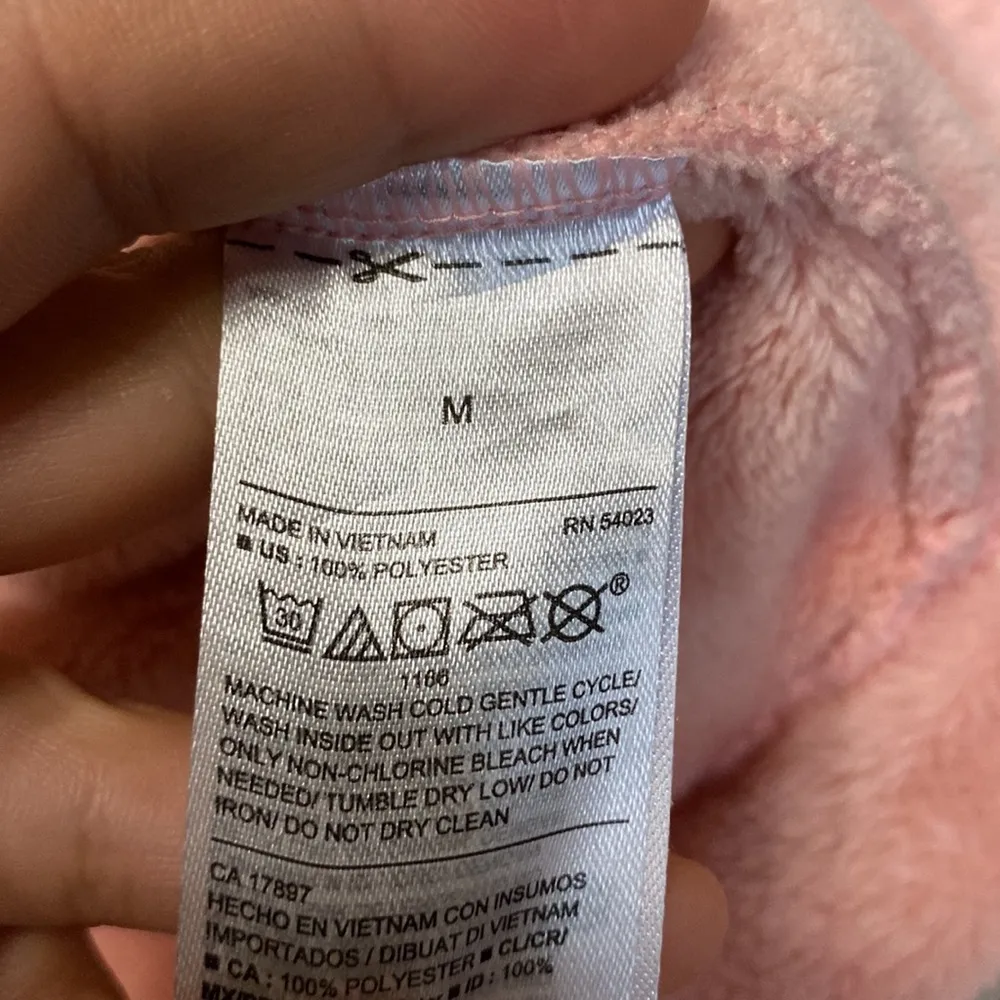 M
MADE IN VIETNAM RN 54023
■ US : 100% POLYESTER
30 ®
1166
MACHINE WASH COLD GENTLE CYCLE/
WASH INSIDE OUT WITH LIKE COLORS/
ONLY NON-CHLORINE BLEACH WHEN
NEEDED/ TUMBLE DRY LOW/ DO NOT
IRON/ DO NOT DRY CLEAN
CA 17897
HECHO EN VIETNAM CON INSUMOS
IMPORTADOS / DIBUAT DI VIETNAM
■ CA : 100% POLYESTER ■ CL/CR/
■ ID : 100%